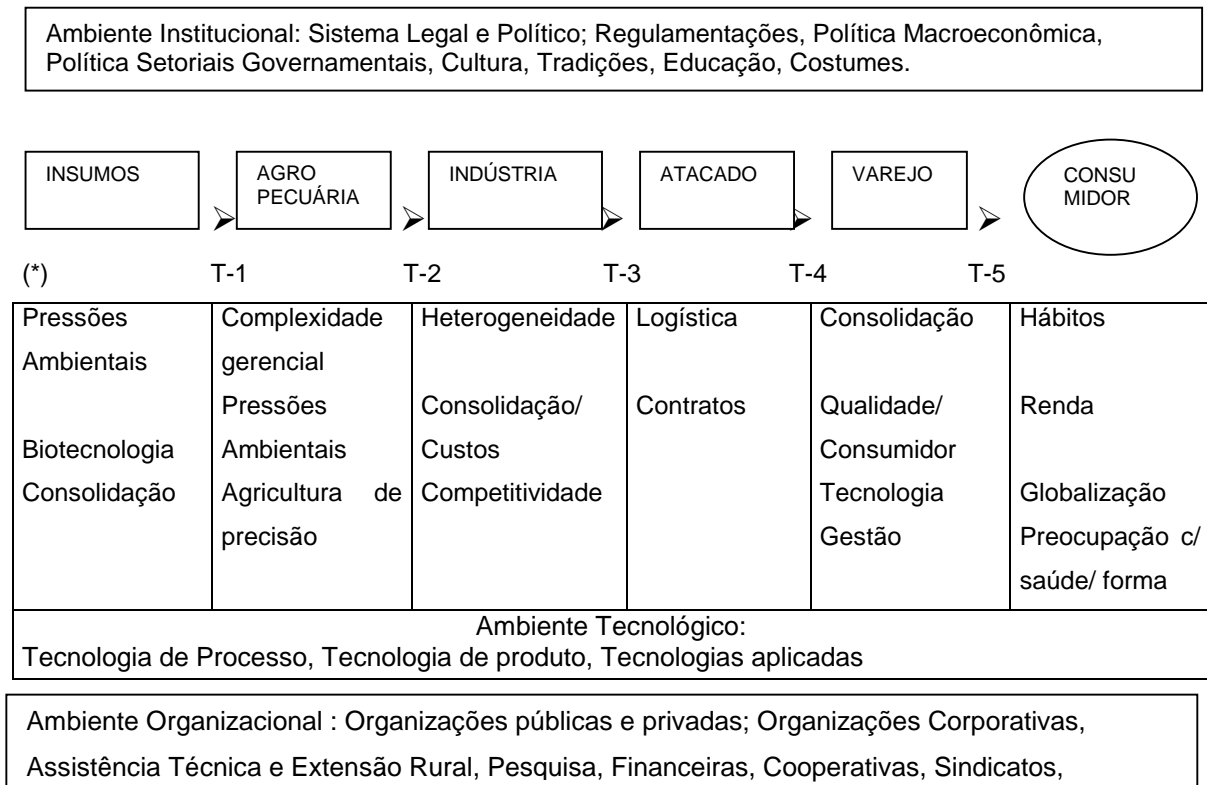 Ambiente Institucional: Sistema Legal e Político; Regulamentações, Política Macroeconômica,
Política Setoriais Governamentais, Cultura, Tradições, Educação, Costumes.
INSUMOS
AGRO
PECUÁRIA
INDÚSTRIA
ATACADO
VAREJO
CONSU
MIDOR
(*) T-1 T-2 T-3 T-4 T-5
Pressões
Ambientais
Biotecnologia
Consolidação
Complexidade
gerencial
Pressões
Ambientais
Agricultura de
precisão
Heterogeneidade
Consolidação/
Custos
Competitividade
Logística
Contratos
Consolidação
Qualidade/
Consumidor
Tecnologia
Gestão
Hábitos
Renda
Globalização
Preocupação c/
saúde/ forma
Ambiente Tecnológico:
Tecnologia de Processo, Tecnologia de produto, Tecnologias aplicadas
Ambiente Organizacional : Organizações públicas e privadas; Organizações Corporativas,
Assistência Técnica e Extensão Rural, Pesquisa, Financeiras, Cooperativas, Sindicatos,